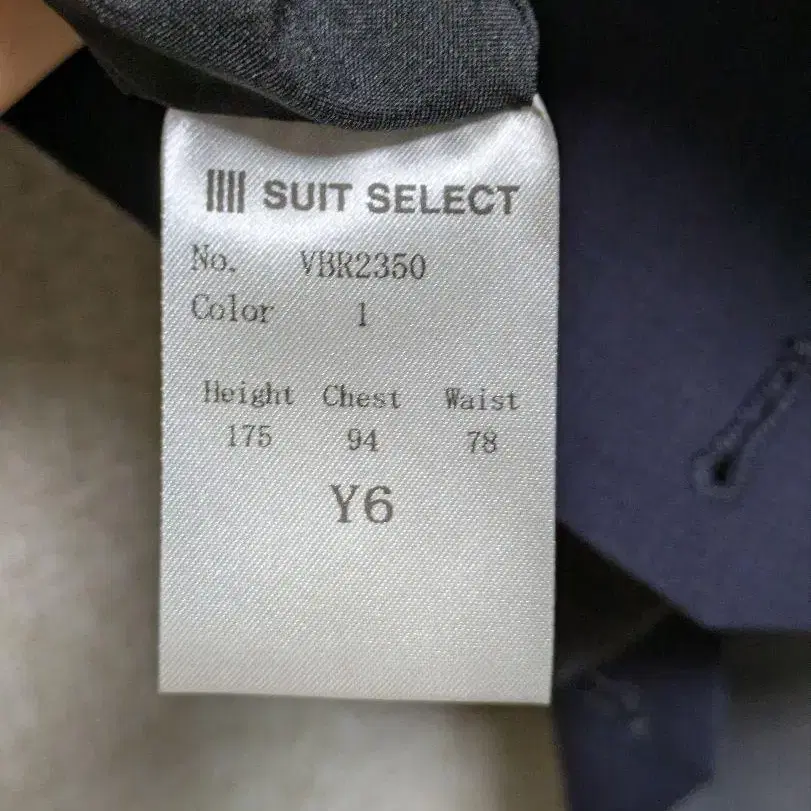 SUIT SELECT
No. VBR2350
Color 1
Height Chest Waist
175 94 78
Y6